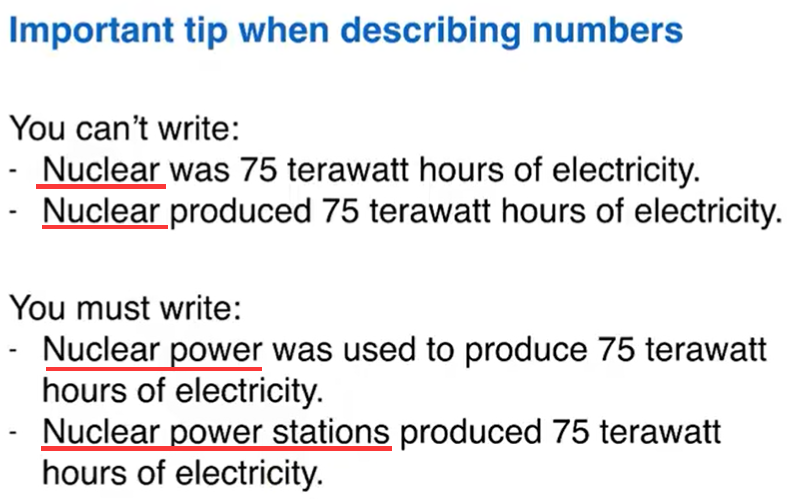 Important tip when describing numbers
You can't write:
- Nuclear was 75 terawatt hours of electricity.
- Nuclear produced 75 terawatt hours of electricity.
You must write:
- Nuclear power was used to produce 75 terawatt
hours of electricity.
- Nuclear power stations produced 75 terawatt
hours of electricity.